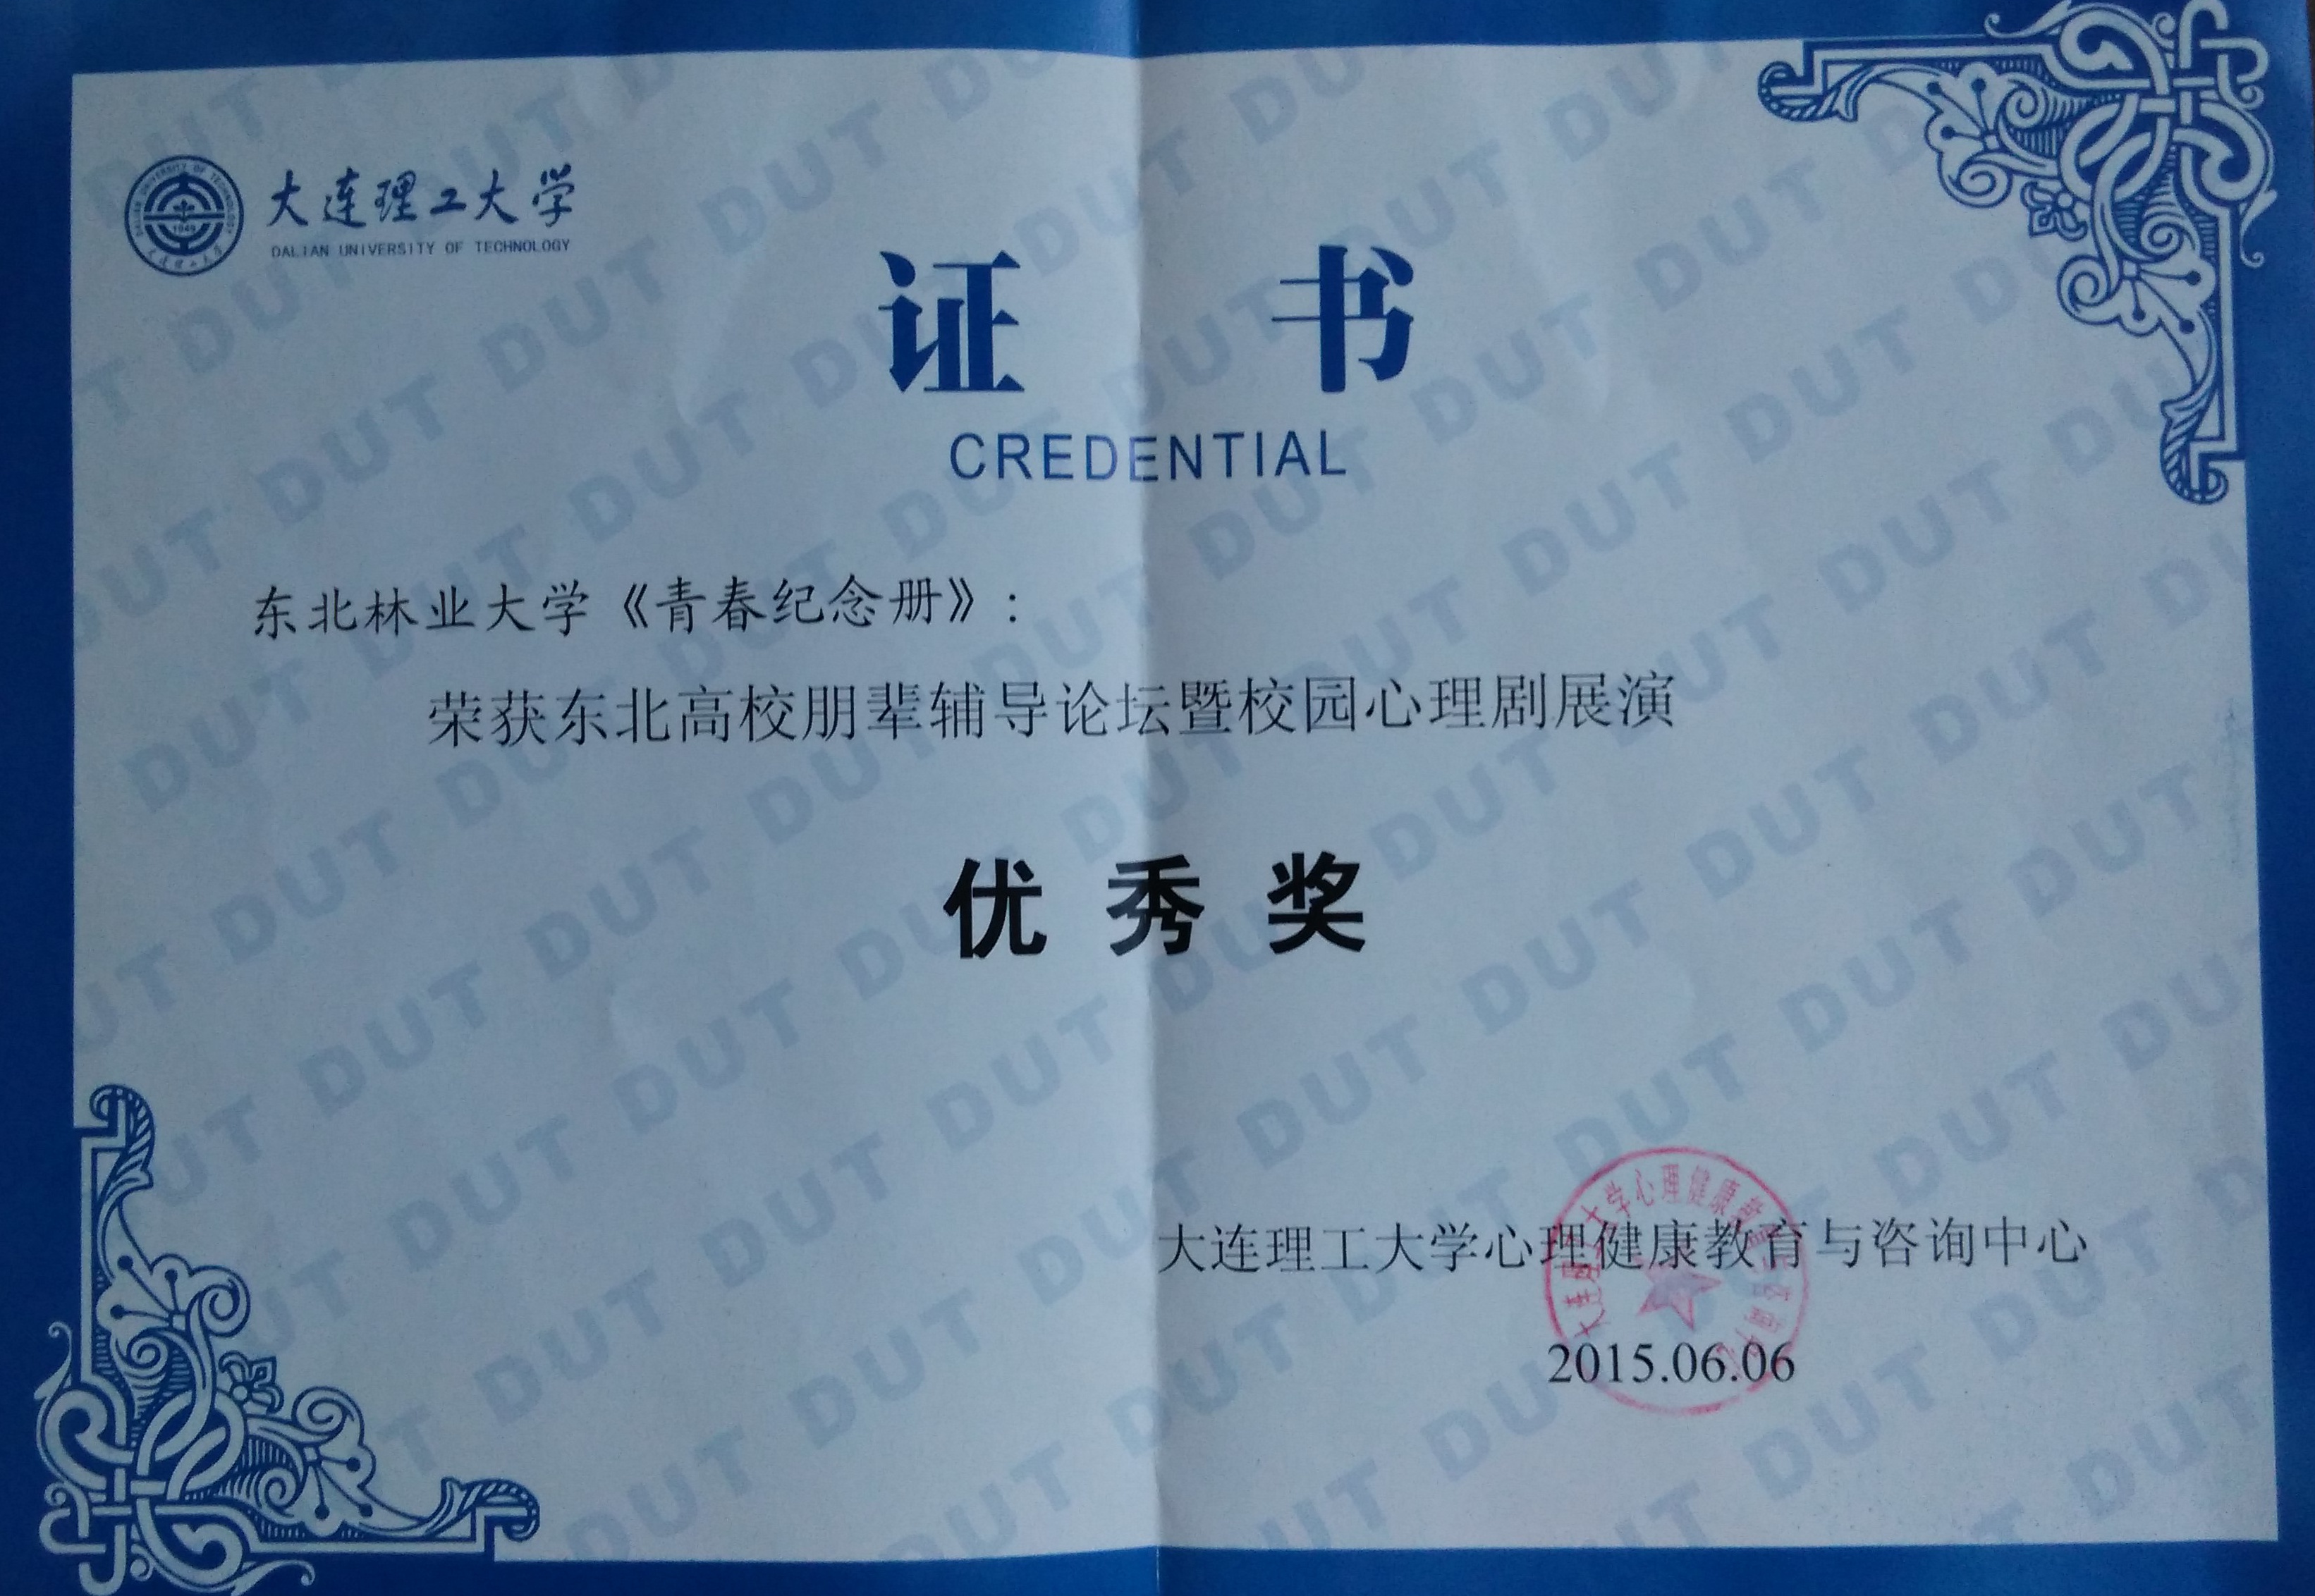 大连理工大学
DALIAN UNIVERSITY OF TECHNOLOGY
证 书
CREDENTIAL
东北林业大学《青春纪念册》：
荣获东北高校朋辈辅导论坛暨校园心理剧展演
优 秀 奖
大连理工大学心理健康教育与咨询中心
2015.06.06